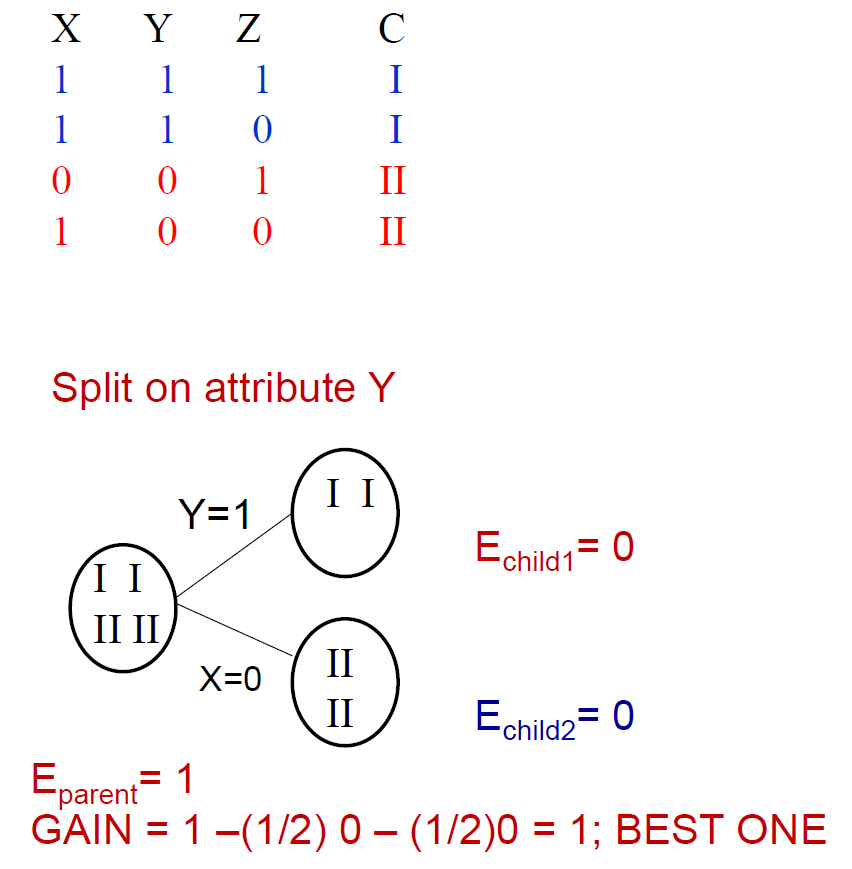 X Y Z C
1 1 1 I
1 1 0 I
0 0 1 II
1 0 0 II
Split on attribute Y
Y=1
I I
Echild1= 0
I I
II II
X=0
II
II
Echild2= 0
Eparent= 1
GAIN = 1 –(1/2) 0 – (1/2)0 = 1; BEST ONE